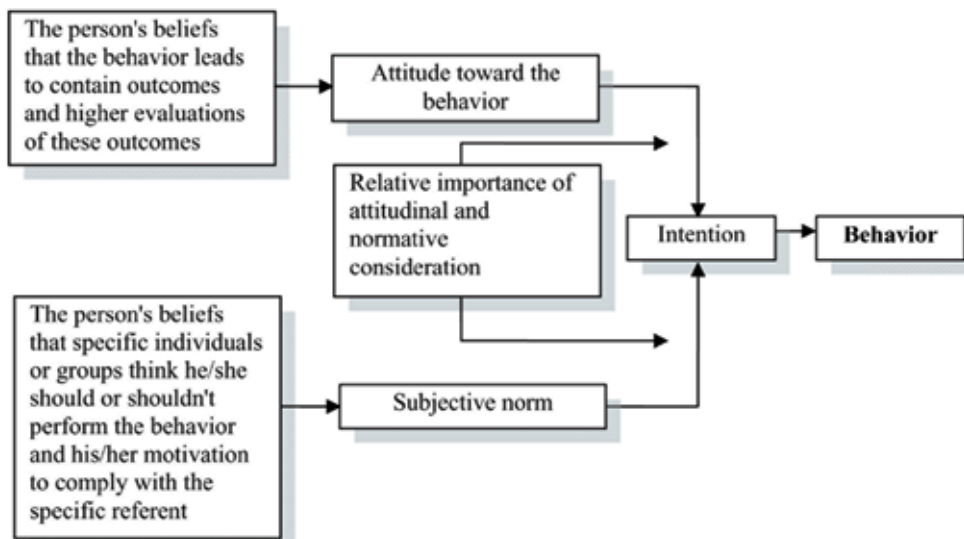 The person's beliefs
that the behavior leads
to contain outcomes
and higher evaluations
of these outcomes
Attitude toward the
behavior
Relative importance of
attitudinal and
normative
consideration
Intention
Behavior
The person's beliefs
that specific individuals
or groups think he/she
should or shouldn't
perform the behavior
and his/her motivation
to comply with the
specific referent
Subjective norm